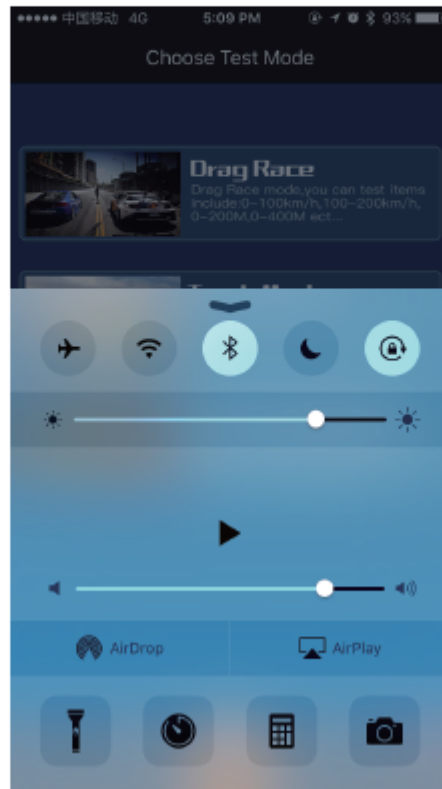 中国移动 4G 5:09 PM 93%
Choose Test Mode
Drag Race
Drag Race mode,you can test items
include:0-100km/h,100-200km/h,
0-200M,0-400M ect...
AirDrop AirPlay